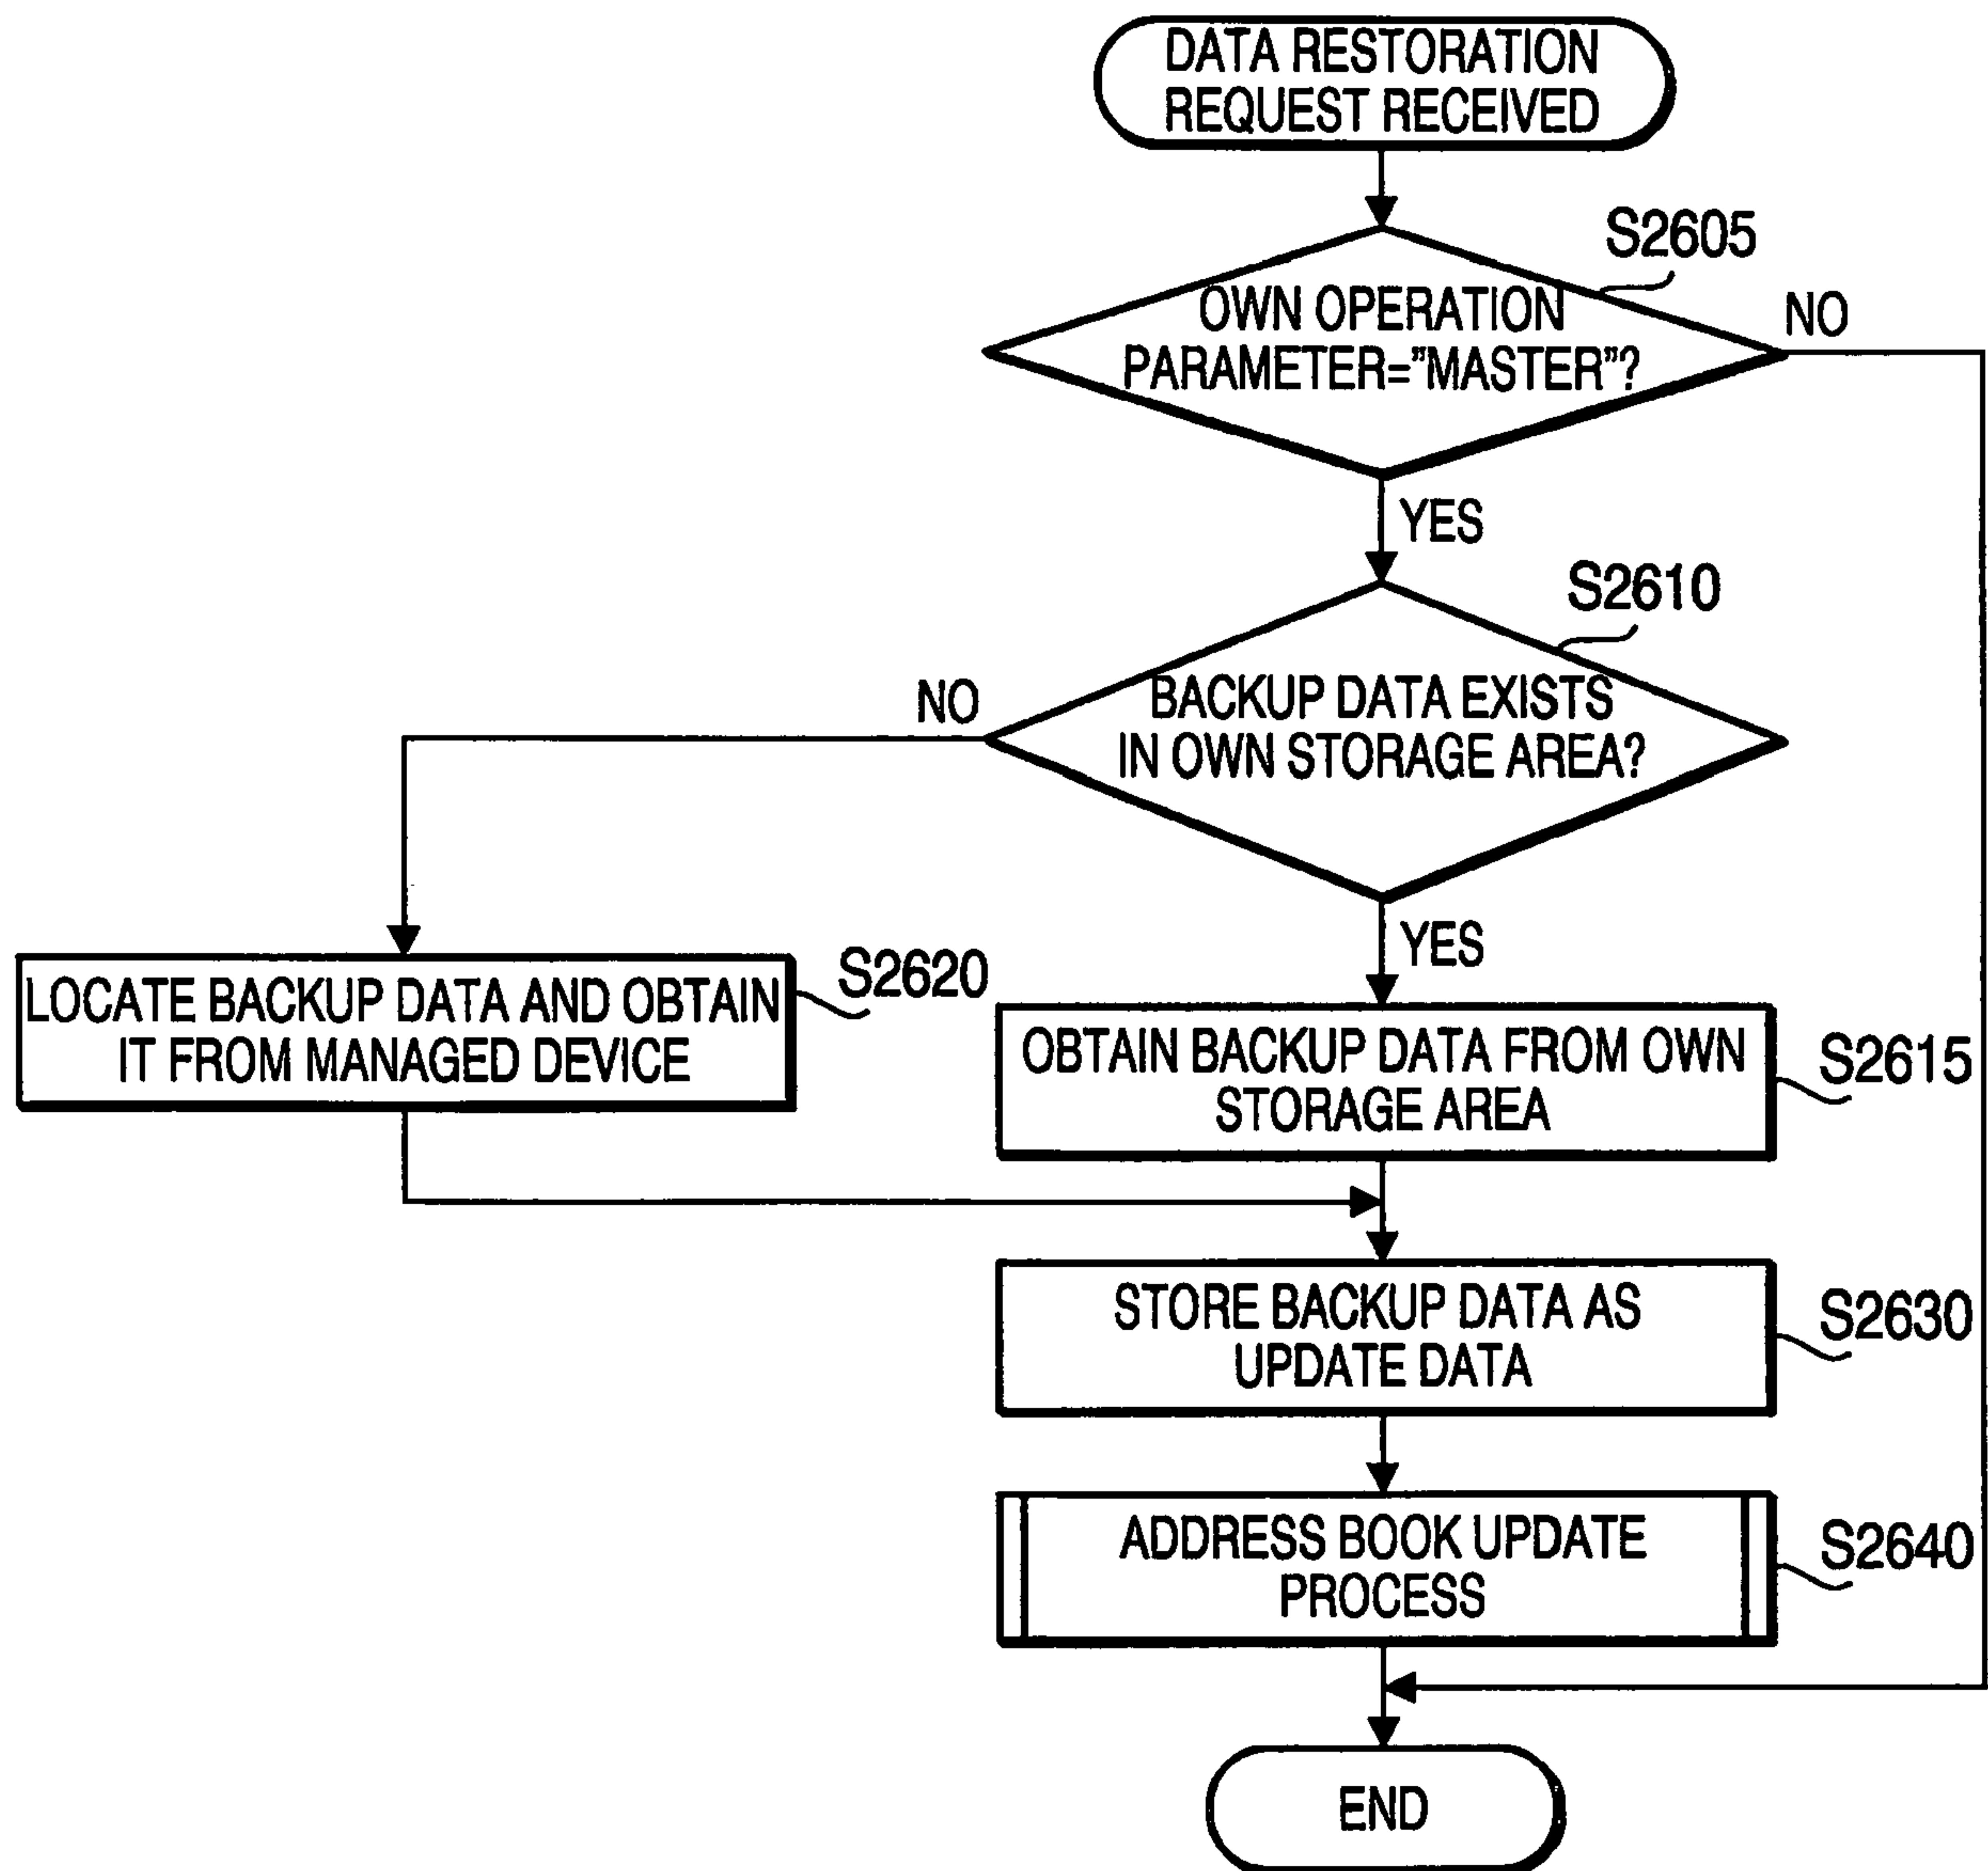 DATA RESTORATION
REQUEST RECEIVED
S2605
OWN OPERATION
PARAMETER=”MASTER”?
NO
YES
S2610
BACKUP DATA EXISTS
IN OWN STORAGE AREA?
NO
YES
LOCATE BACKUP DATA AND OBTAIN
IT FROM MANAGED DEVICE
S2620
OBTAIN BACKUP DATA FROM OWN
STORAGE AREA
S2615
STORE BACKUP DATA AS
UPDATE DATA
S2630
ADDRESS BOOK UPDATE
PROCESS
S2640
END